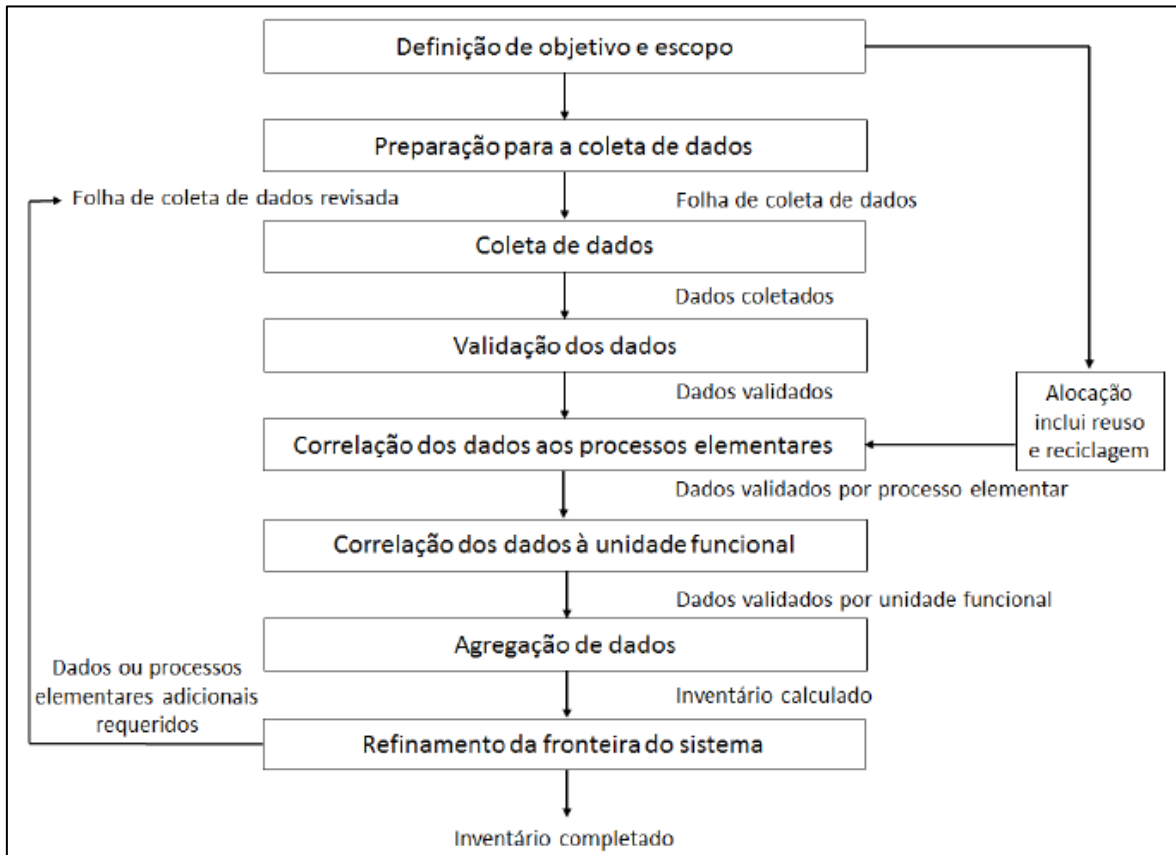 Definição de objetivo e escopo
Preparação para a coleta de dados
Folha de coleta de dados revisada
Folha de coleta de dados
Coleta de dados
Dados coletados
Validação dos dados
Dados validados
Alocação
inclui reuso
e reciclagem
Correlação dos dados aos processos elementares
Dados validados por processo elementar
Correlação dos dados à unidade funcional
Dados validados por unidade funcional
Agregação de dados
Dados ou processos
elementares adicionais
requeridos
Inventário calculado
Refinamento da fronteira do sistema
Inventário completado